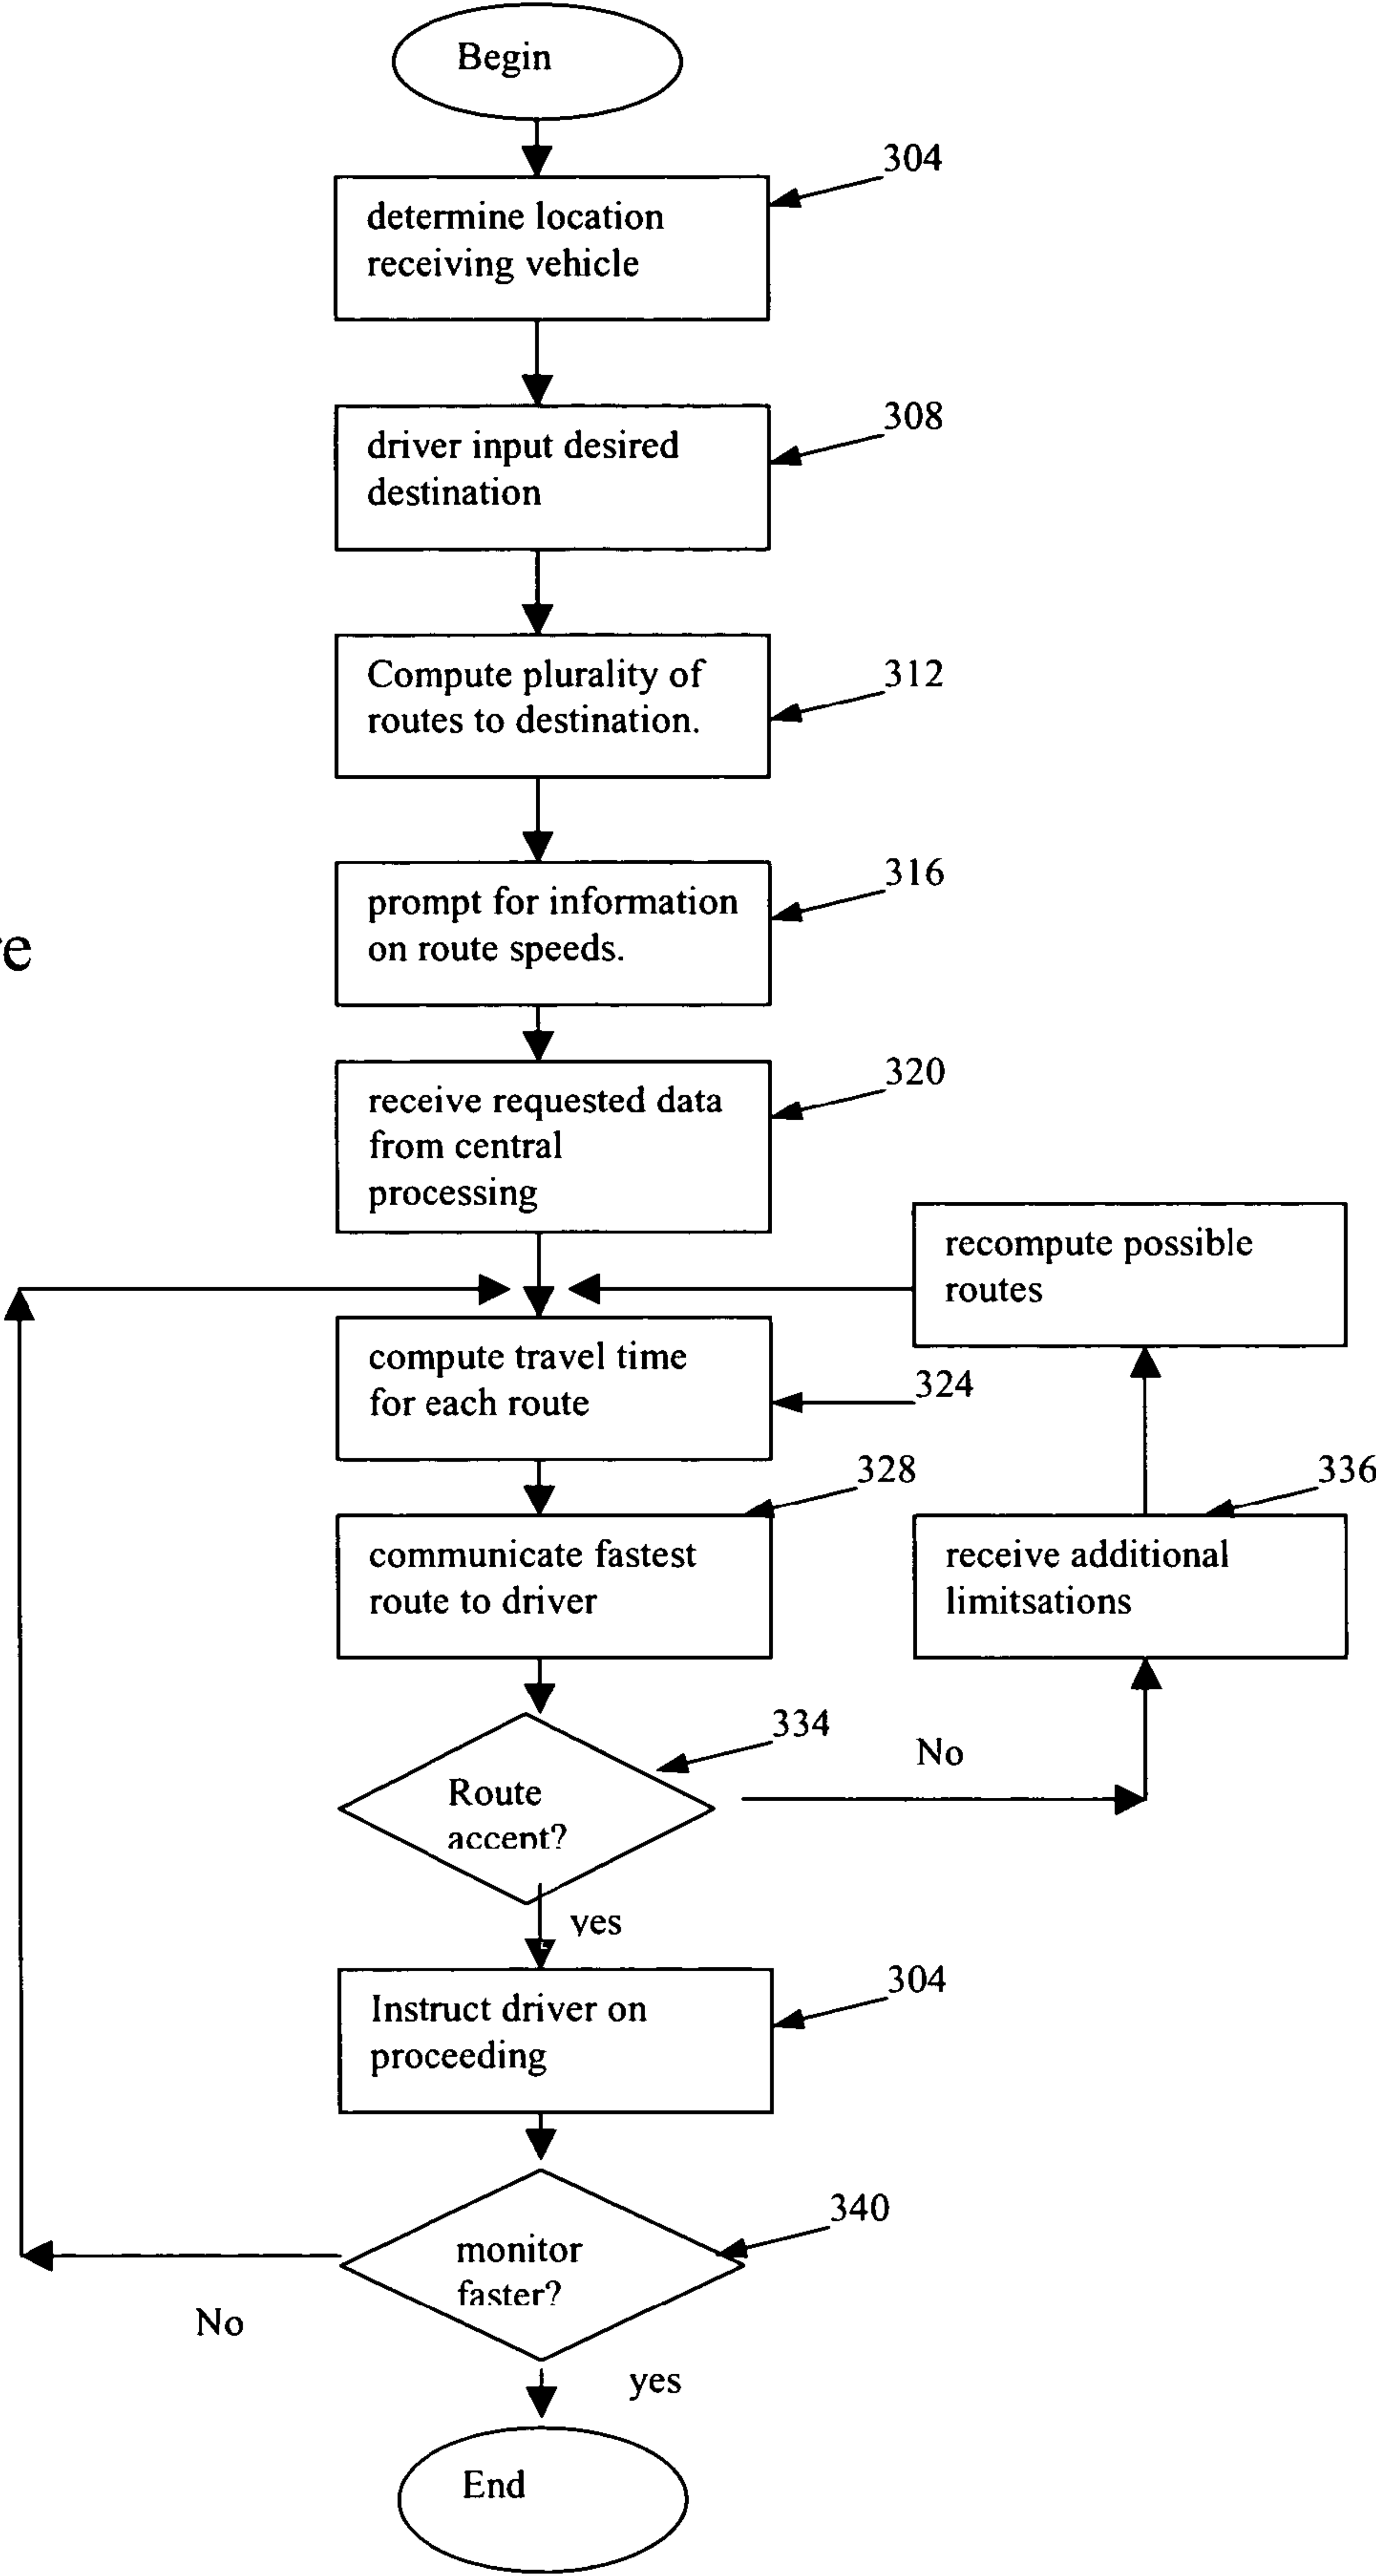 Begin
304
determine location
receiving vehicle
308
driver input desired
destination
312
Compute plurality of
routes to destination.
316
prompt for information
on route speeds.
re
320
receive requested data
from central
processing
recompute possible
routes
compute travel time
for each route
324
328
336
communicate fastest
route to driver
receive additional
limitsations
334
No
Route
accent?
yes
304
Instruct driver on
proceeding
340
monitor
faster?
No
yes
End